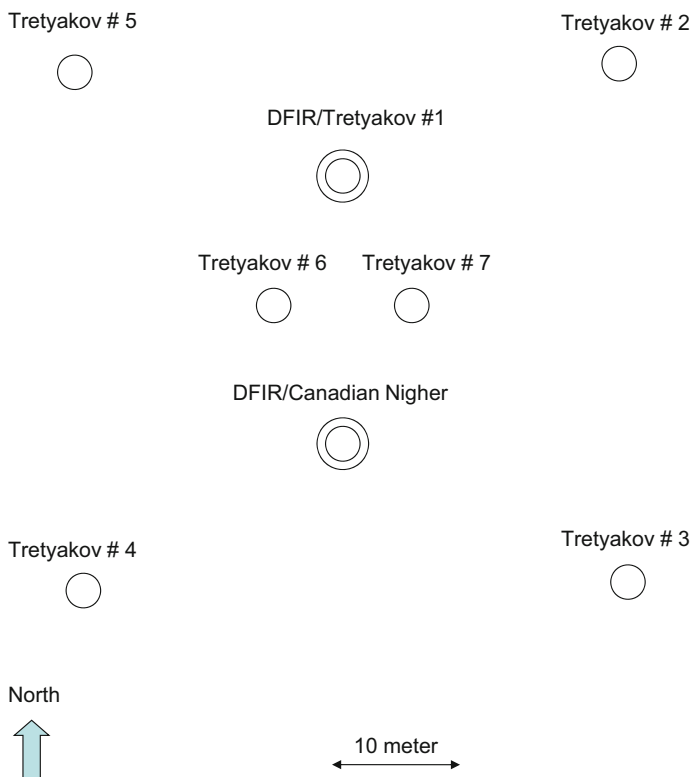 Tretyakov # 5
Tretyakov # 2
DFIR/Tretyakov #1
Tretyakov # 6
Tretyakov # 7
DFIR/Canadian Nigher
Tretyakov # 4
Tretyakov # 3
North
10 meter